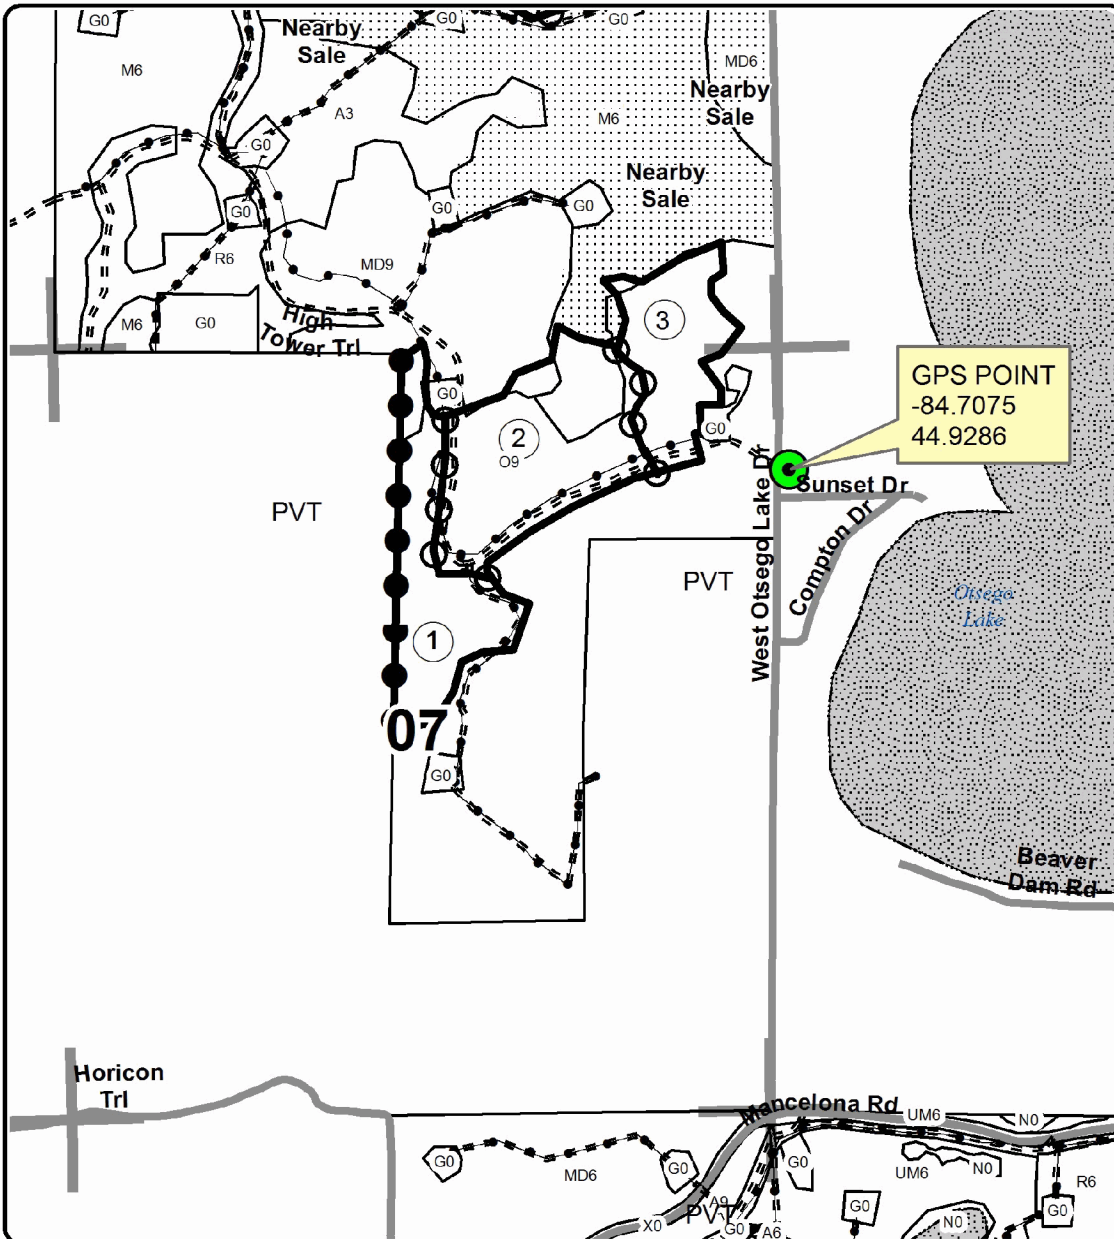 G0
G0
G0
Nearby
Sale
M6
MD6
Nearby
Sale
A3
M6
G0
Nearby
Sale
G0
G0
G0
R6
MD9
M6
G0
High
Tower Trl
3
GPS POINT
-84.7075
44.9286
G0
G0
2
O9
West Otsego Lake Dr
Sunset Dr
Compton Dr
PVT
PVT
Otsego
Lake
1
07
G0
Beaver
Dam Rd
Horicon
Trl
Mancelona Rd
UM6
N0
G0
MD6
G0
G0
UM6
N0
R6
A9
PVT
X0
G0
A6
G0
N0
G0